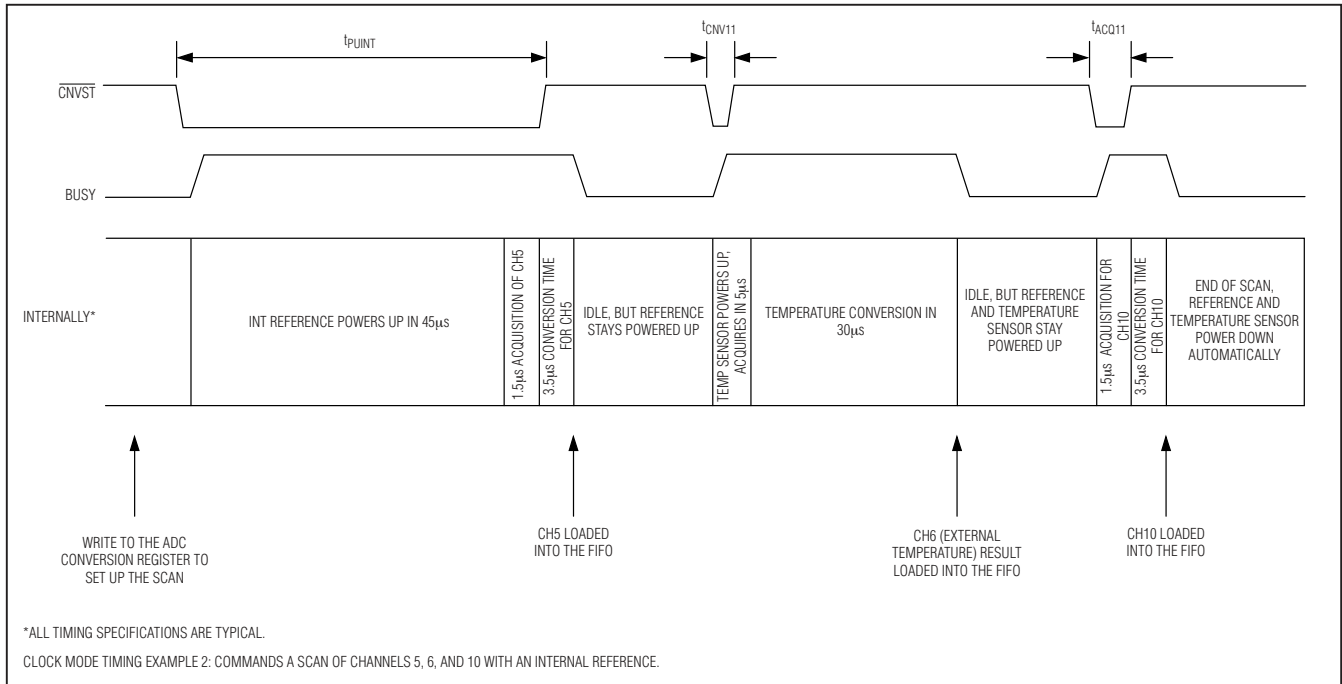 tPUINT
tCNV11
tACQ11
CNVST
BUSY
INTERNALLY*
INT REFERENCE POWERS UP IN 45µs
1.5µs ACQUISITION OF CH5
3.5µs CONVERSION TIME
FOR CH5
IDLE, BUT REFERENCE
STAYS POWERED UP
TEMP SENSOR POWERS UP,
ACQUIRES IN 5µs
TEMPERATURE CONVERSION IN
30µs
IDLE, BUT REFERENCE
AND TEMPERATURE
SENSOR STAY
POWERED UP
1.5µs ACQUISITION FOR
CH10
3.5µs CONVERSION TIME
FOR CH10
END OF SCAN,
REFERENCE AND
TEMPERATURE SENSOR
POWER DOWN
AUTOMATICALLY
WRITE TO THE ADC
CONVERSION REGISTER TO
SET UP THE SCAN
CH5 LOADED
INTO THE FIFO
CH6 (EXTERNAL
TEMPERATURE) RESULT
LOADED INTO THE FIFO
CH10 LOADED
INTO THE FIFO
*ALL TIMING SPECIFICATIONS ARE TYPICAL.
CLOCK MODE TIMING EXAMPLE 2: COMMANDS A SCAN OF CHANNELS 5, 6, AND 10 WITH AN INTERNAL REFERENCE.